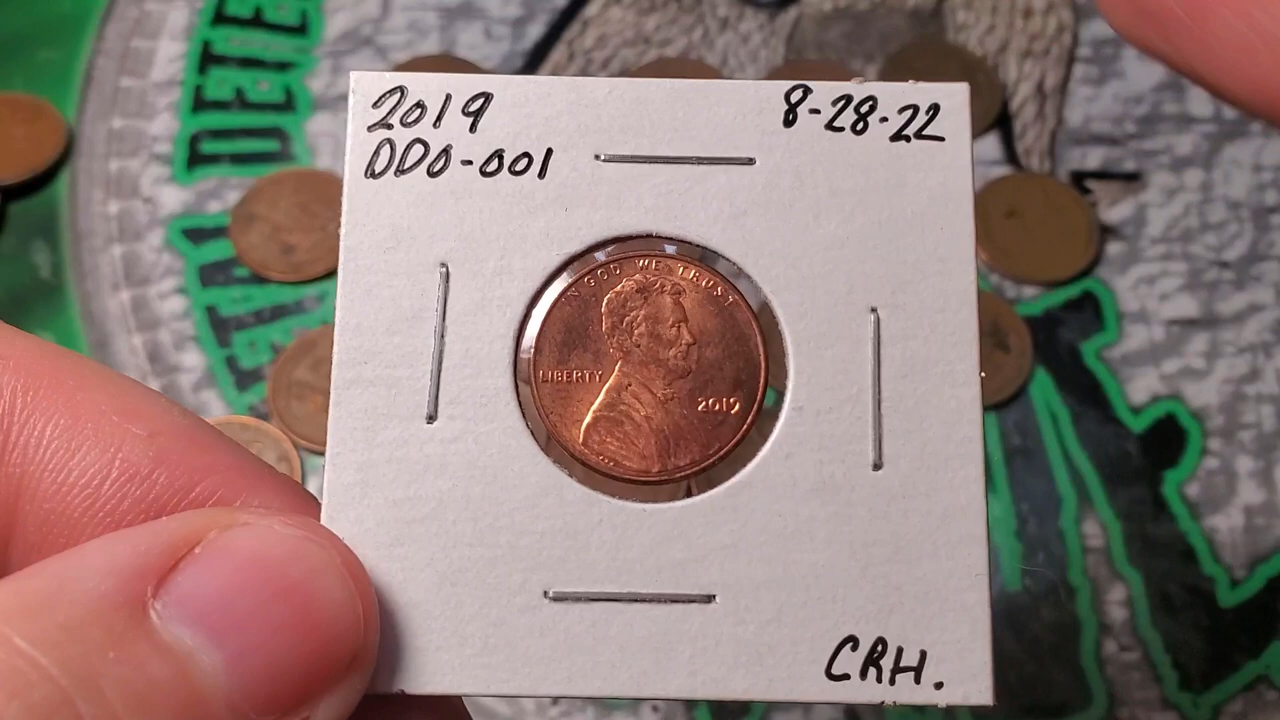 2019
DDO-001
8-28-22
IN GOD WE TRUST
LIBERTY
2019
CRH.